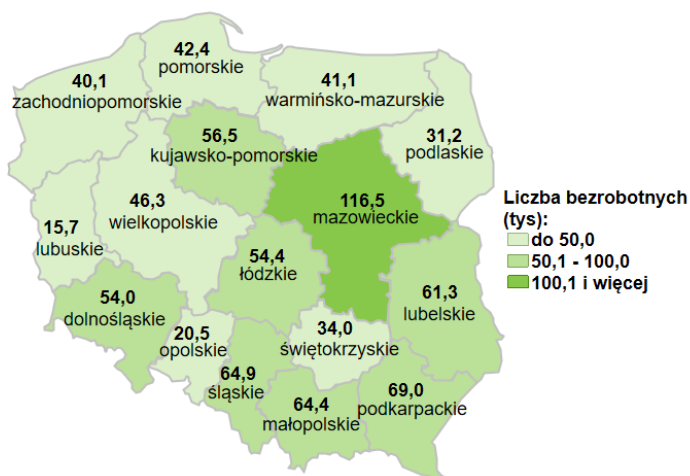 42,4
pomorskie
40,1
zachodniopomorskie
41,1
warmińsko-mazurskie
56,5
kujawsko-pomorskie
31,2
podlaskie
116,5
mazowieckie
46,3
wielkopolskie
15,7
lubuskie
54,4
łódzkie
54,0
dolnośląskie
61,3
lubelskie
20,5
opolskie
34,0
świętokrzyskie
64,9
śląskie
64,4
małopolskie
69,0
podkarpackie
Liczba bezrobotnych
(tys):
do 50,0
50,1 - 100,0
100,1 i więcej